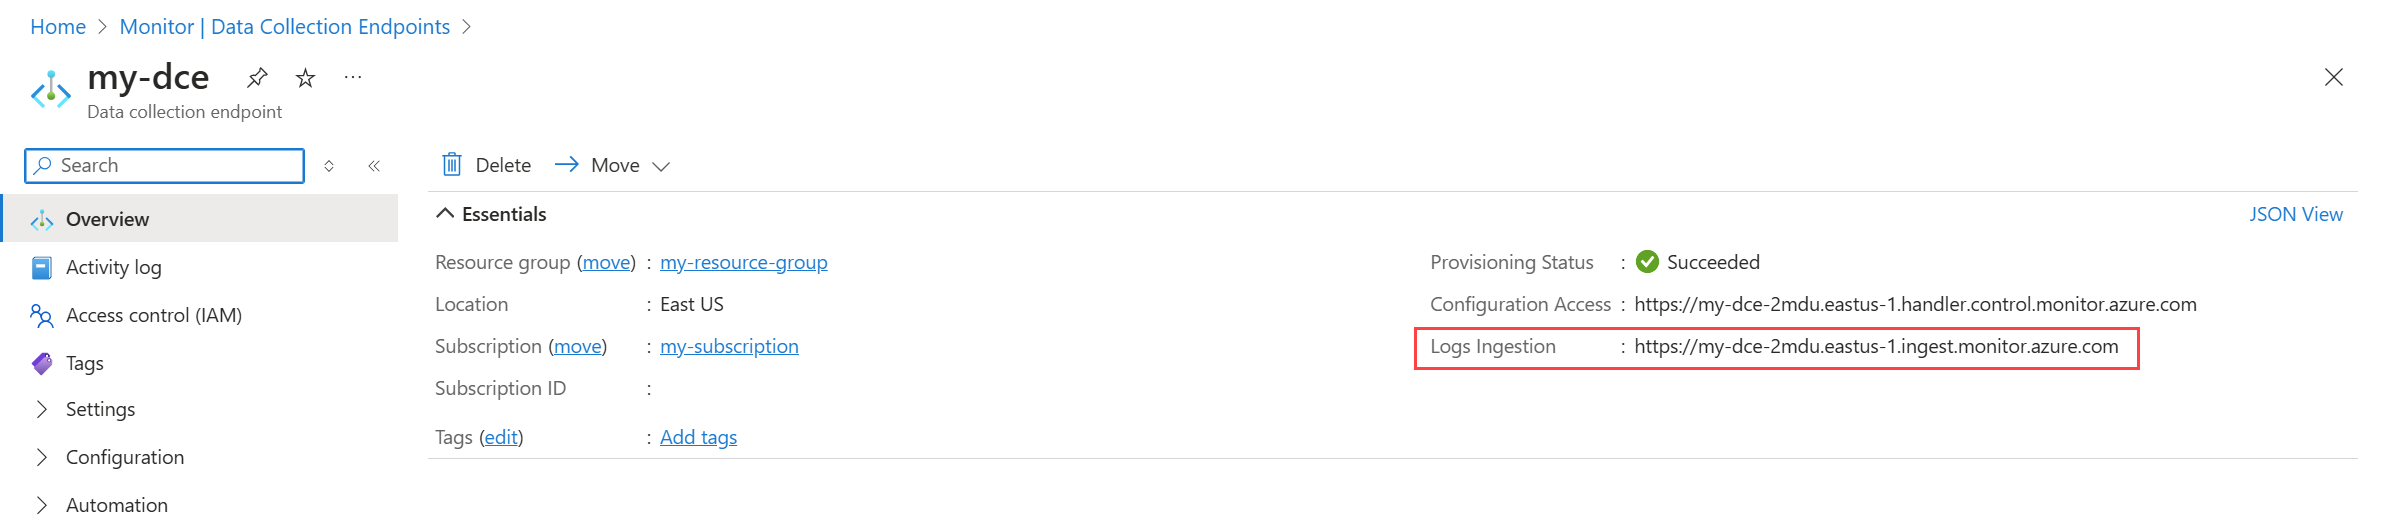 Home > Monitor | Data Collection Endpoints >
my-dce ...
Data collection endpoint
Search
Delete Move
Overview
Essentials JSON View
Activity log
Resource group (move) : my-resource-group
Provisioning Status : Succeeded
Location : East US
Configuration Access : https://my-dce-2mdu.eastus-1.handler.control.monitor.azure.com
Access control (IAM)
Subscription (move) : my-subscription
Logs Ingestion : https://my-dce-2mdu.eastus-1.ingest.monitor.azure.com
Tags
Subscription ID :
Settings
Tags (edit) : Add tags
Configuration
Automation